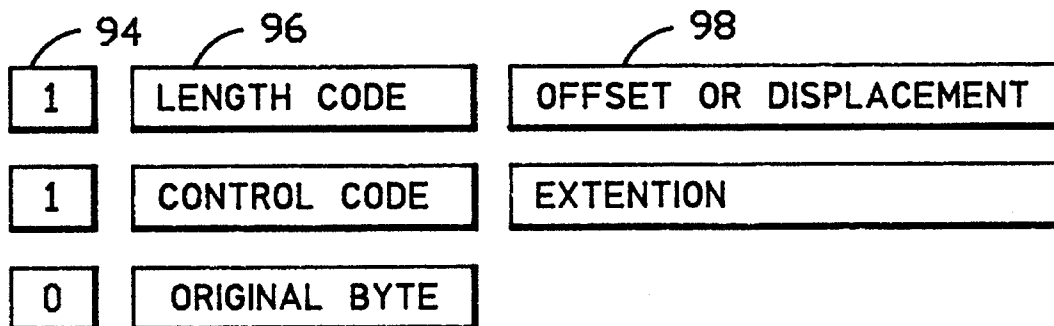 94 96 98
1 LENGTH CODE OFFSET OR DISPLACEMENT
1 CONTROL CODE EXTENTION
0 ORIGINAL BYTE